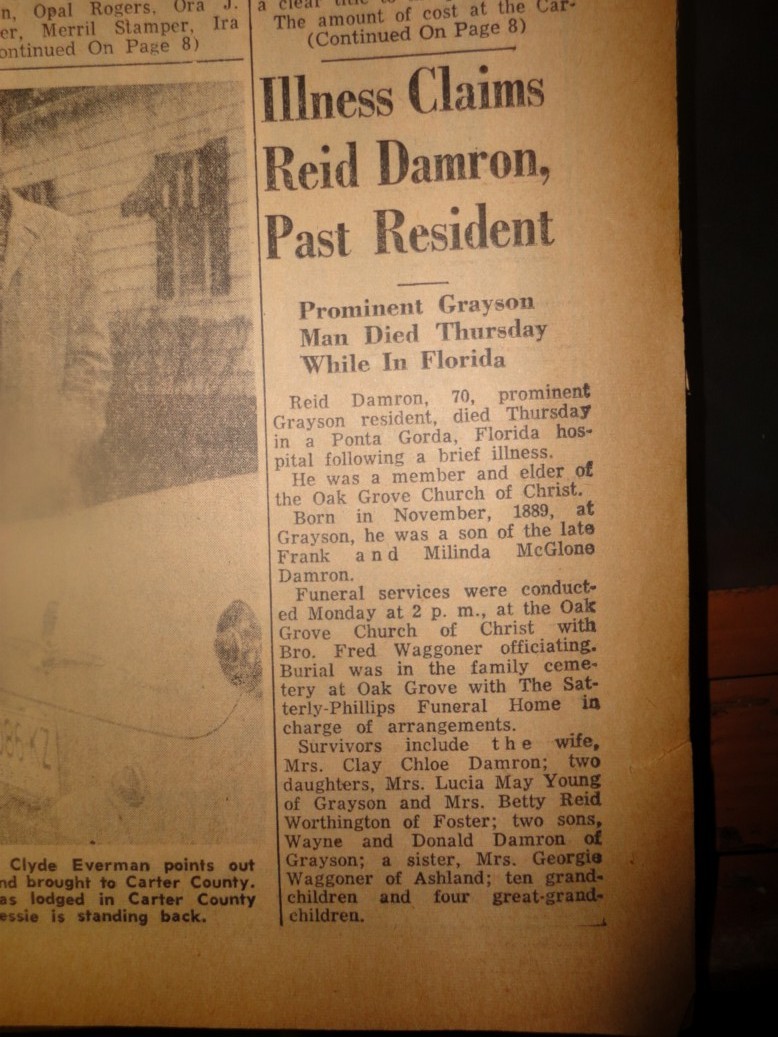 n, Opal Rogers, Ora J.
er, Merril Stamper, Ira
ontinued On Page 8)
a clear title to
The amount of cost at the Car-
(Continued On Page 8)
Illness Claims
Reid Damron,
Past Resident
Prominent Grayson
Man Died Thursday
While In Florida
Reid Damron, 70, prominent
Grayson resident, died Thursday
in a Ponta Gorda, Florida hos-
pital following a brief illness.
He was a member and elder of
the Oak Grove Church of Christ.
Born in November, 1889, at
Grayson, he was a son of the late
Frank and Milinda McGlone
Damron.
Funeral services were conduct-
ed Monday at 2 p. m., at the Oak
Grove Church of Christ with
Bro. Fred Waggoner officiating.
Burial was in the family ceme-
tery at Oak Grove with The Sat-
terly-Phillips Funeral Home in
charge of arrangements.
Survivors include the wife,
Mrs. Clay Chloe Damron; two
daughters, Mrs. Lucia May Young
of Grayson and Mrs. Betty Reid
Worthington of Foster; two sons,
Wayne and Donald Damron of
Grayson; a sister, Mrs. Georgie
Waggoner of Ashland; ten grand-
children and four great-grand-
children.
Clyde Everman points out
nd brought to Carter County.
as lodged in Carter County
essie is standing back.